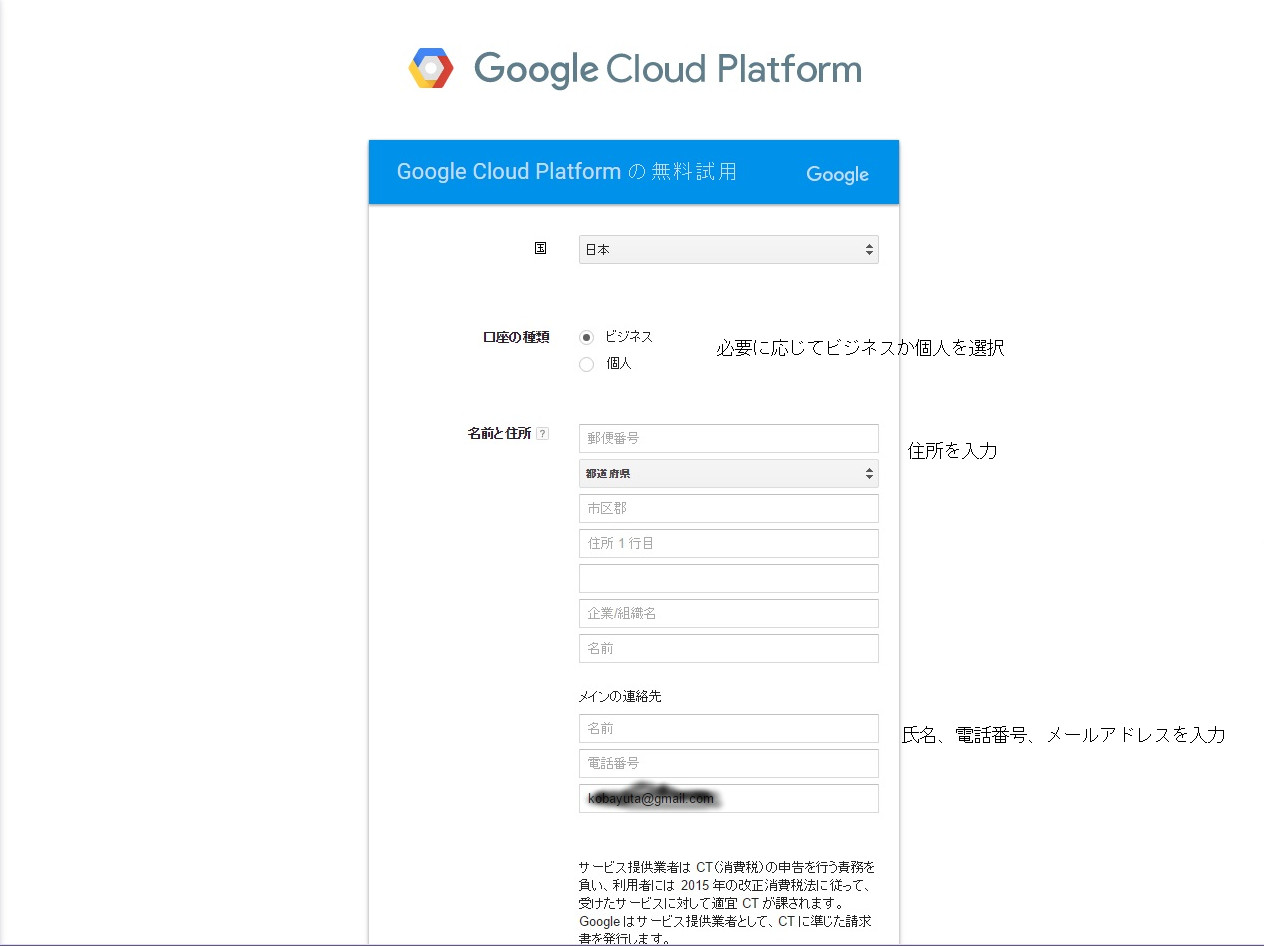 Google Cloud Platform
Google Cloud Platform の無料試用
Google
国
日本
口座の種類
ビジネス
個人
必要に応じてビジネスか個人を選択
名前と住所 ?
郵便番号
住所を入力
都道府県
市区郡
住所 1 行目
企業/組織名
名前
メインの連絡先
名前
氏名、電話番号、メールアドレスを入力
電話番号
サービス提供業者は CT(消費税)の申告を行う責務を
負い、利用者には 2015 年の改正消費税法に従って、
受けたサービスに対して適宜 CT が課されます。
Google はサービス提供業者として、CT に準じた請求
書を発行します。